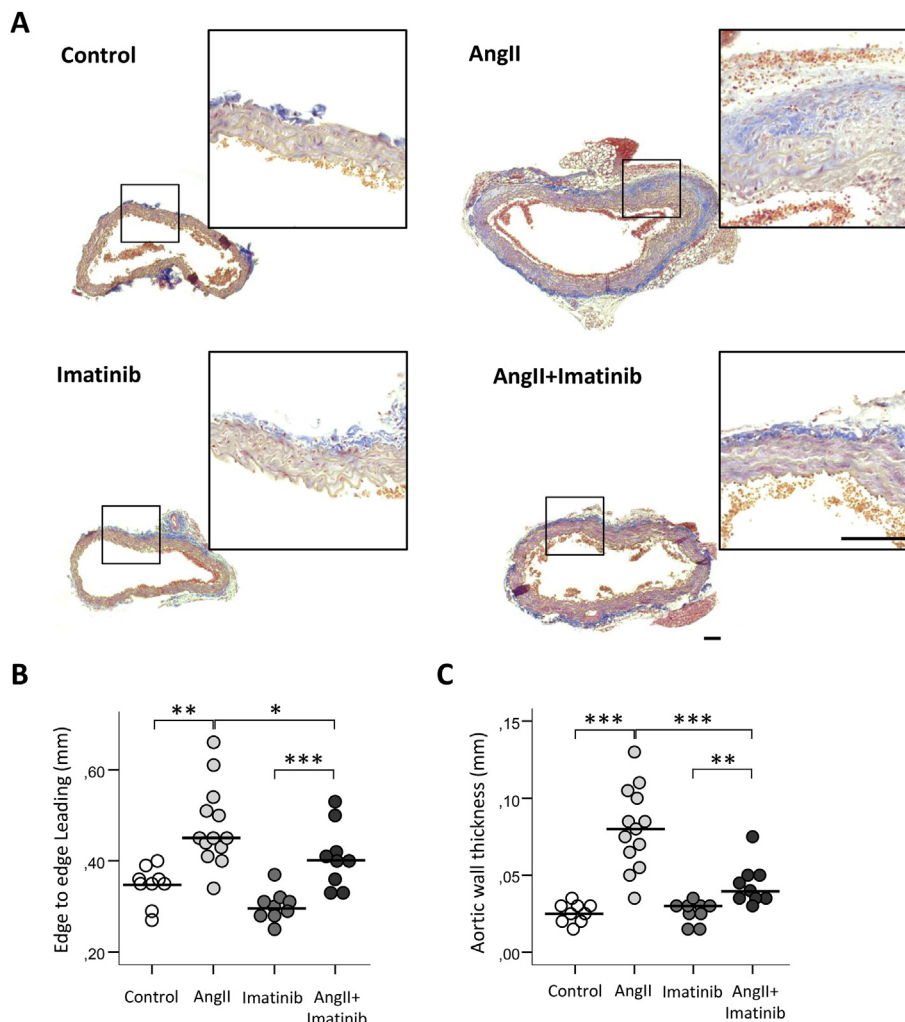 A
Control
AngII
Imatinib
AngII+Imatinib
B
Edge to edge Leading (mm)
,60
,40
,20
**
*
***
Control
AngII
Imatinib
AngII+
Imatinib
C
Aortic wall thickness (mm)
,15
,10
,05
,00
***
***
**
Control
AngII
Imatinib
AngII+
Imatinib